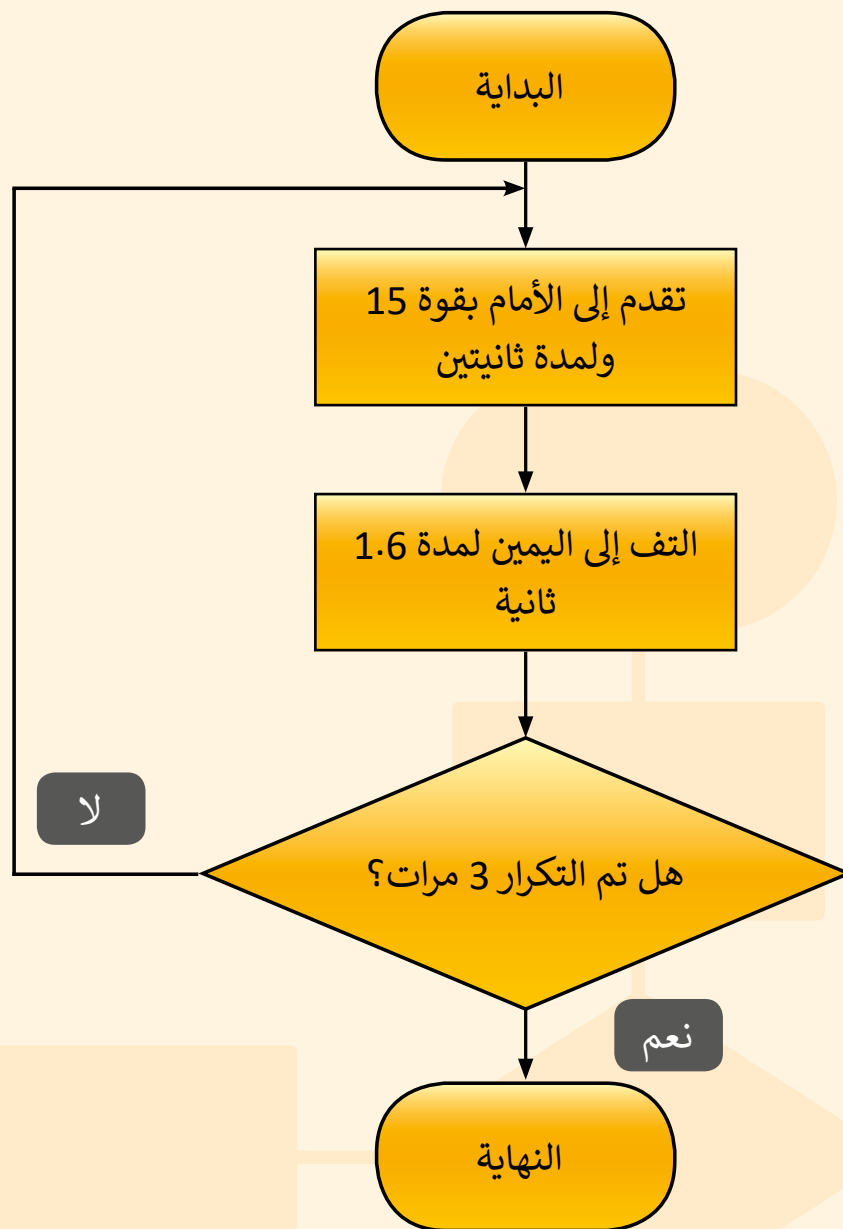 البداية
تقدم إلى الأمام بقوة 15
ولمدة ثانيتين
التف إلى اليمين لمدة 1.6
ثانية
لا
هل تم التكرار 3 مرات؟
نعم
النهاية